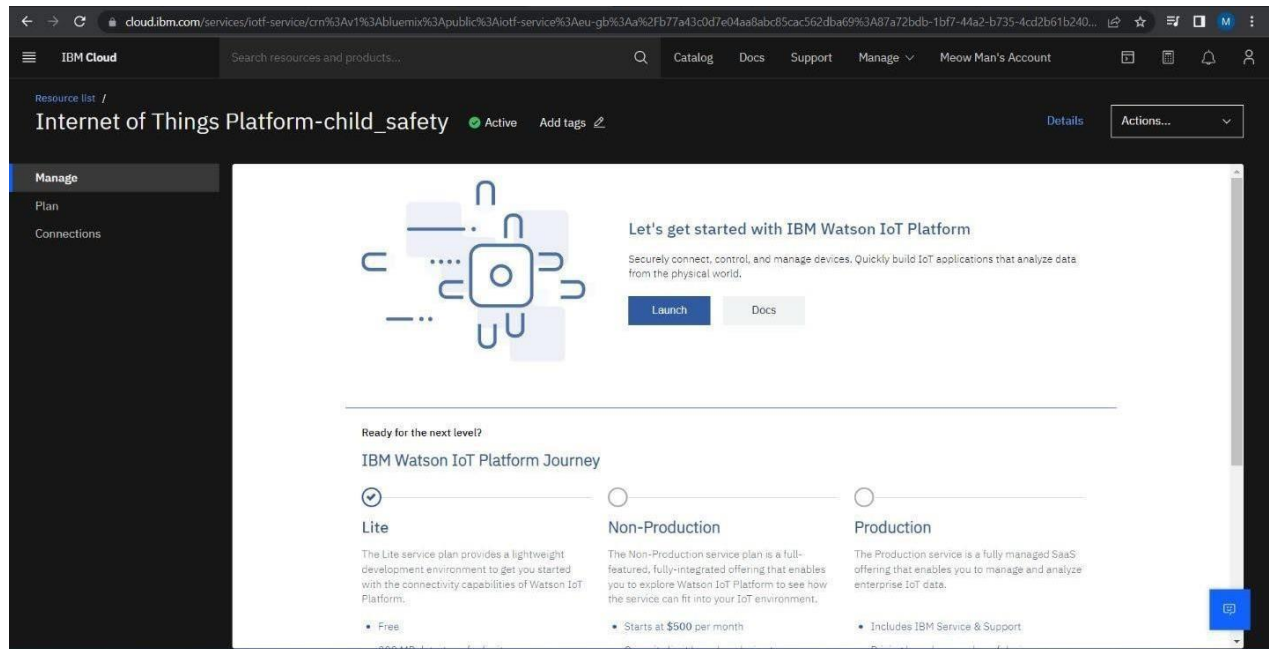 cloud.ibm.com/services/iotf-service/crn%3Av1%3Abluemix%3Apublic%3Aiotf-service%3Aeu-gb%3Aa%2Fb77a43c0d7e04aa8abc85cac562dba69%3A87a72bdb-1bf7-44a2-b735-4cd2b61b240...
M
IBM Cloud
Search resources and products...
Catalog
Docs
Support
Manage
Meow Man's Account
Resource list /
Internet of Things Platform-child_safety
Active
Add tags
Details
Actions...
Manage
Plan
Connections
Let's get started with IBM Watson IoT Platform
Securely connect, control, and manage devices. Quickly build IoT applications that analyze data
from the physical world.
Launch
Docs
Ready for the next level?
IBM Watson IoT Platform Journey
Lite
The Lite service plan provides a lightweight
development environment to get you started
with the connectivity capabilities of Watson IoT
Platform.
• Free
Non-Production
The Non-Production service plan is a full-
featured, fully-integrated offering that enables
you to explore Watson IoT Platform to see how
the service can fit into your IoT environment.
• Starts at $500 per month
Production
The Production service is a fully managed SaaS
offering that enables you to manage and analyze
enterprise IoT data.
• Includes IBM Service & Support